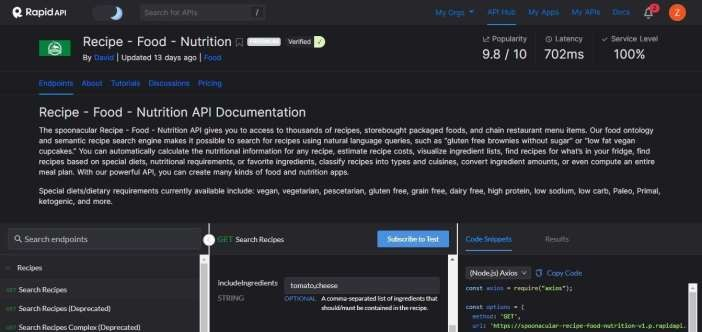 Rapid API
Search for APIs
/
My Orgs
API Hub
My Apps
My APIs
Docs
2
Z
Recipe - Food - Nutrition
Verified
By David | Updated 13 days ago | Food
Popularity
9.8 / 10
Latency
702ms
Service Level
100%
Endpoints
About
Tutorials
Discussions
Pricing
Recipe - Food - Nutrition API Documentation
The spoonacular Recipe - Food - Nutrition API gives you to access to thousands of recipes, storebought packaged foods, and chain restaurant menu items. Our food ontology
and semantic recipe search engine makes it possible to search for recipes using natural language queries, such as "gluten free brownies without sugar" or "low fat vegan
cupcakes." You can automatically calculate the nutritional information for any recipe, estimate recipe costs, visualize ingredient lists, find recipes for what's in your fridge, find
recipes based on special diets, nutritional requirements, or favorite ingredients, classify recipes into types and cuisines, convert ingredient amounts, or even compute an entire
meal plan. With our powerful API, you can create many kinds of food and nutrition apps.
Special diets/dietary requirements currently available include: vegan, vegetarian, pescetarian, gluten free, grain free, dairy free, high protein, low sodium, low carb, Paleo, Primal,
ketogenic, and more.
Search endpoints
Recipes
GET Search Recipes
GET Search Recipes (Deprecated)
GET Search Recipes Complex (Deprecated)
GET Search Recipes
Subscribe to Test
includeIngredients
STRING
tomato,cheese
OPTIONAL A comma-separated list of ingredients that
should/must be contained in the recipe.
Code Snippets
Results
(Node.js) Axios
Copy Code
const axios = require("axios");
const options = {
method: 'GET',
url: 'https://spoonacular-recipe-food-nutrition-v1.p.rapidapi.